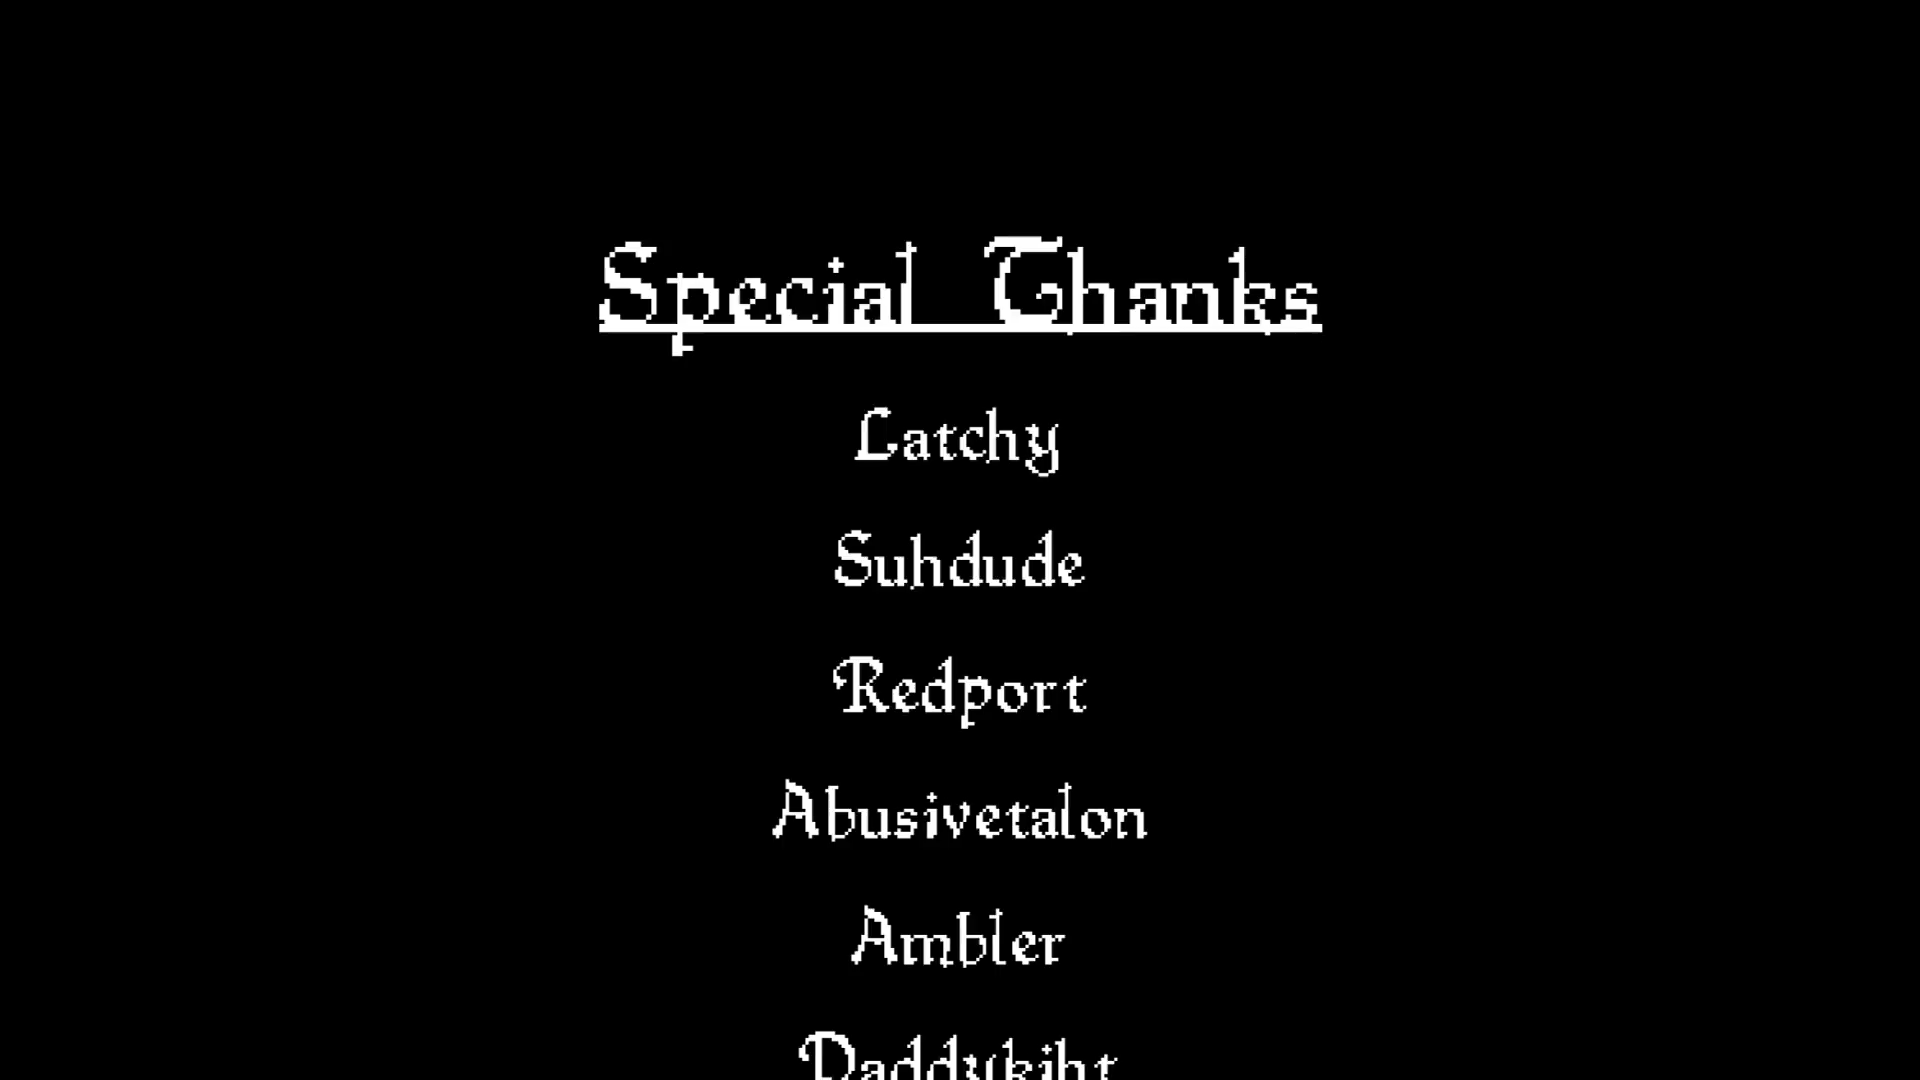 Special Thanks
Latchy
Suhdude
Redport
Abusivetalon
Ambler